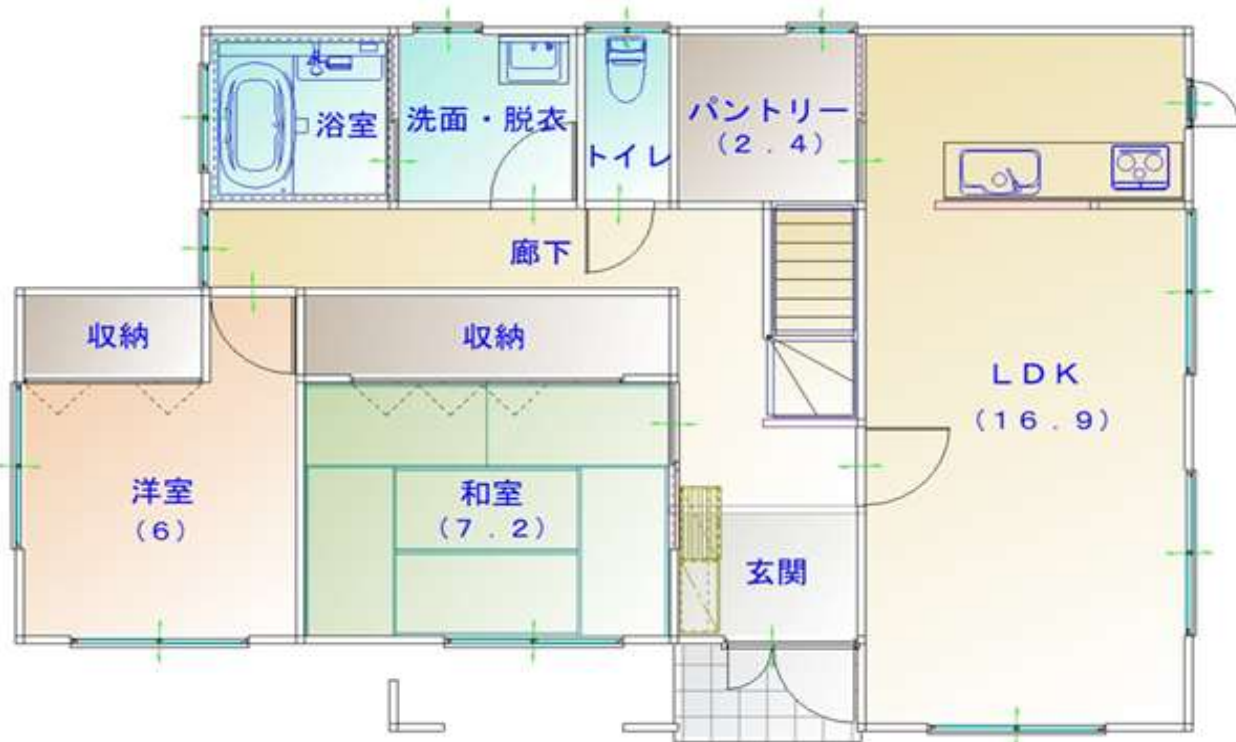 浴室
洗面・脱衣
トイレ
パントリー
(2.4)
廊下
収納
収納
LDK
(16.9)
洋室
(6)
和室
(7.2)
玄関